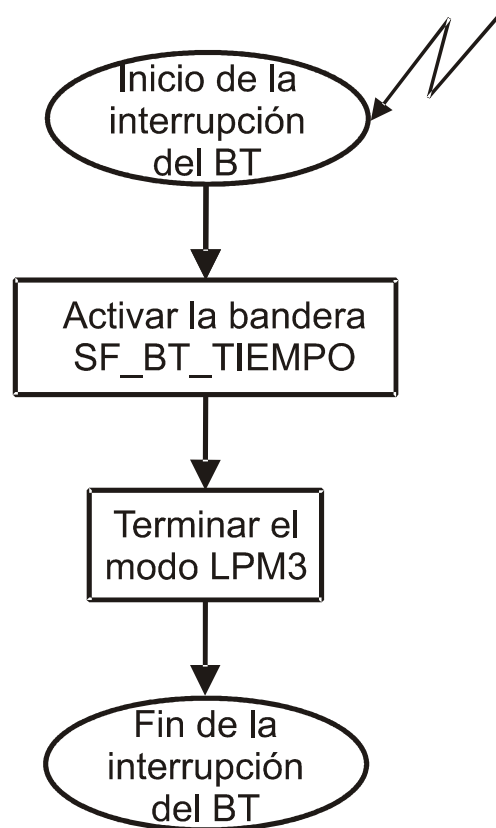 Inicio de la
interrupción
del BT
Activar la bandera
SF_BT_TIEMPO
Terminar el
modo LPM3
Fin de la
interrupción
del BT